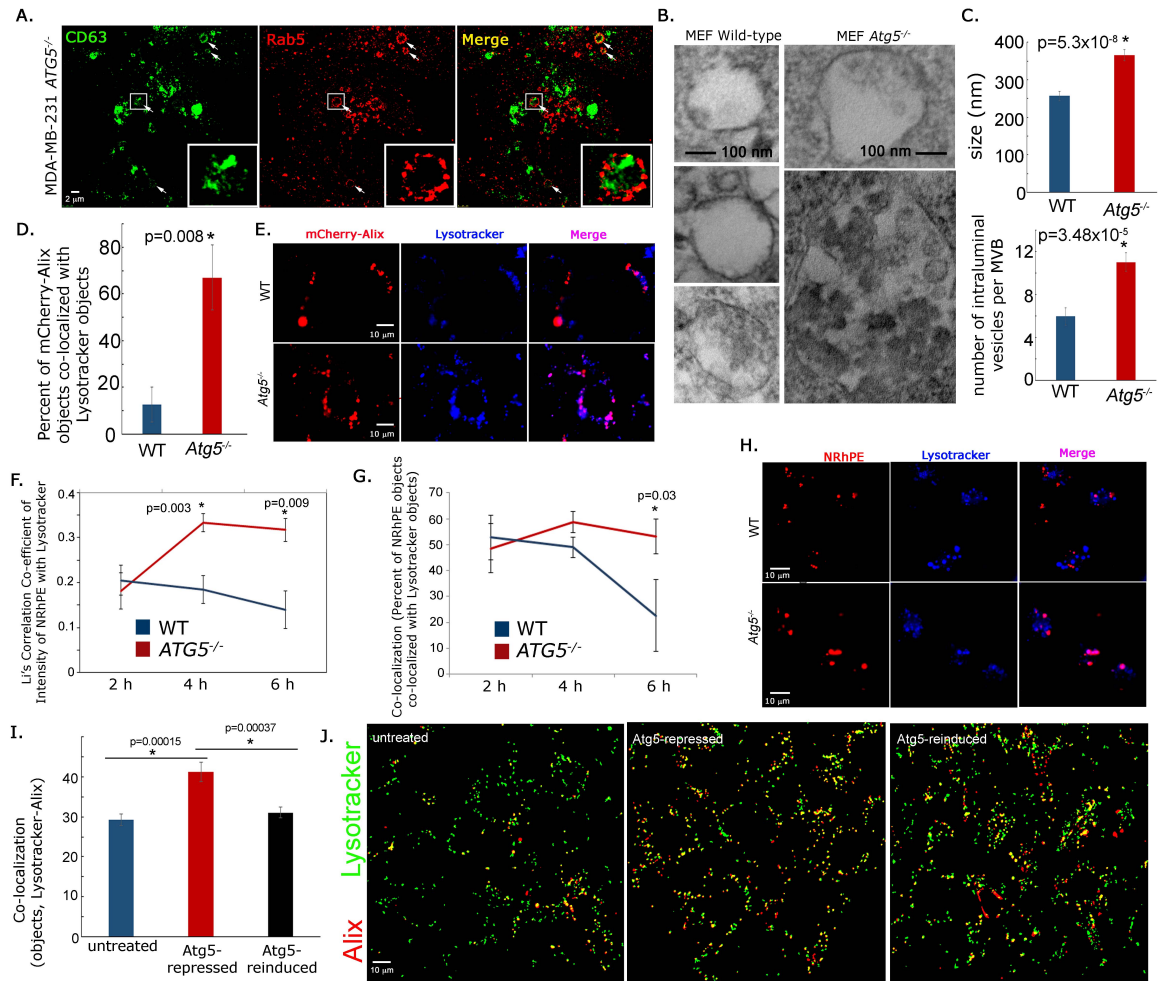 A.
CD63
Rab5
Merge
MDA-MB-231 ATG5-/-
2 μm
B.
MEF Wild-type
MEF Atg5-/-
100 nm
100 nm
C.
p=5.3x10-8 *
size (nm)
400
300
200
100
0
WT
Atg5-/-
p=3.48x10-5
*
number of intraluminal
vesicles per MVB
12
10
8
6
4
2
0
WT
Atg5-/-
D.
p=0.008 *
Percent of mCherry-Alix
objects co-localized with
Lysotracker objects
80
60
40
20
0
WT
Atg5-/-
E.
mCherry-Alix
Lysotracker
Merge
WT
10 μm
Atg5-/-
10 μm
F.
Li's Correlation Co-efficient of
Intensity of NRhPE with Lysotracker
0.4
0.3
0.2
0.1
0
p=0.003
*
p=0.009
*
WT
ATG5-/-
2 h
4 h
6 h
G.
Co-localization (Percent of NRhPE objects
co-localized with Lysotracker objects)
70
60
50
40
30
20
10
0
p=0.03
*
WT
ATG5-/-
2 h
4 h
6 h
H.
NRhPE
Lysotracker
Merge
WT
10 μm
Atg5-/-
10 μm
I.
p=0.00015
*
p=0.00037
*
Co-localization
(objects, Lysotracker-Alix)
40
30
20
10
0
untreated
Atg5-
repressed
Atg5-
reinduced
J.
Alix
Lysotracker
untreated
Atg5-repressed
Atg5-reinduced
10 μm